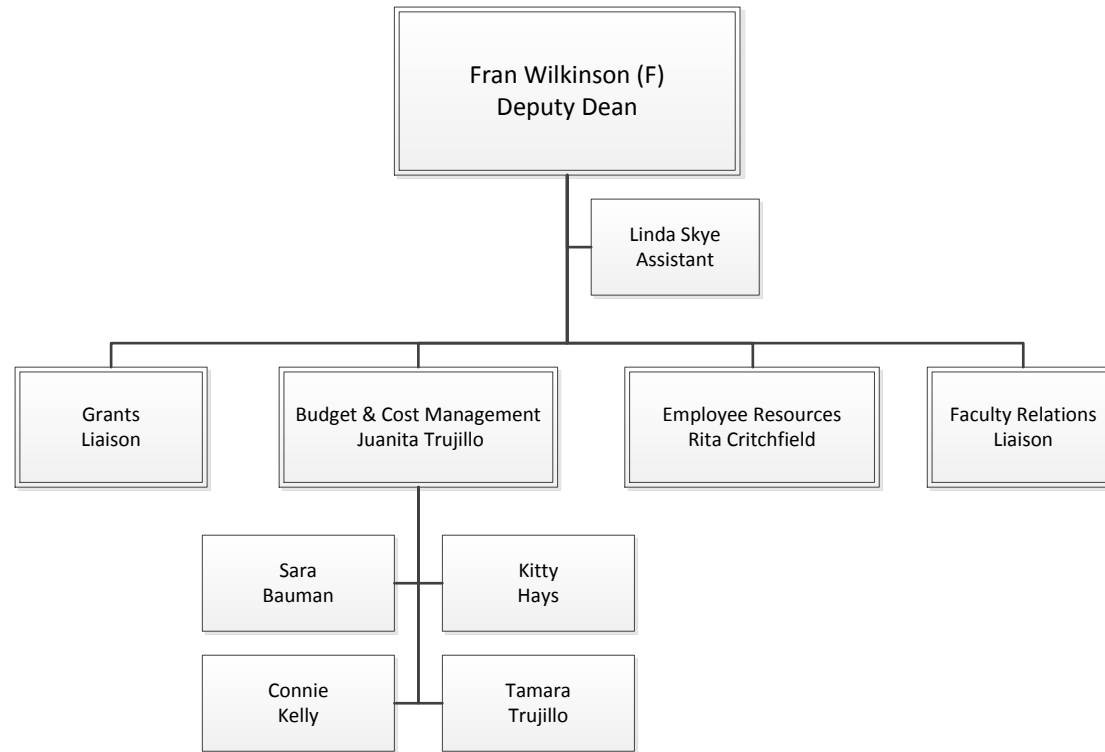 Fran Wilkinson (F)
Deputy Dean
Linda Skye
Assistant
Grants
Liaison
Budget & Cost Management
Juanita Trujillo
Employee Resources
Rita Critchfield
Faculty Relations
Liaison
Sara
Bauman
Kitty
Hays
Connie
Kelly
Tamara
Trujillo